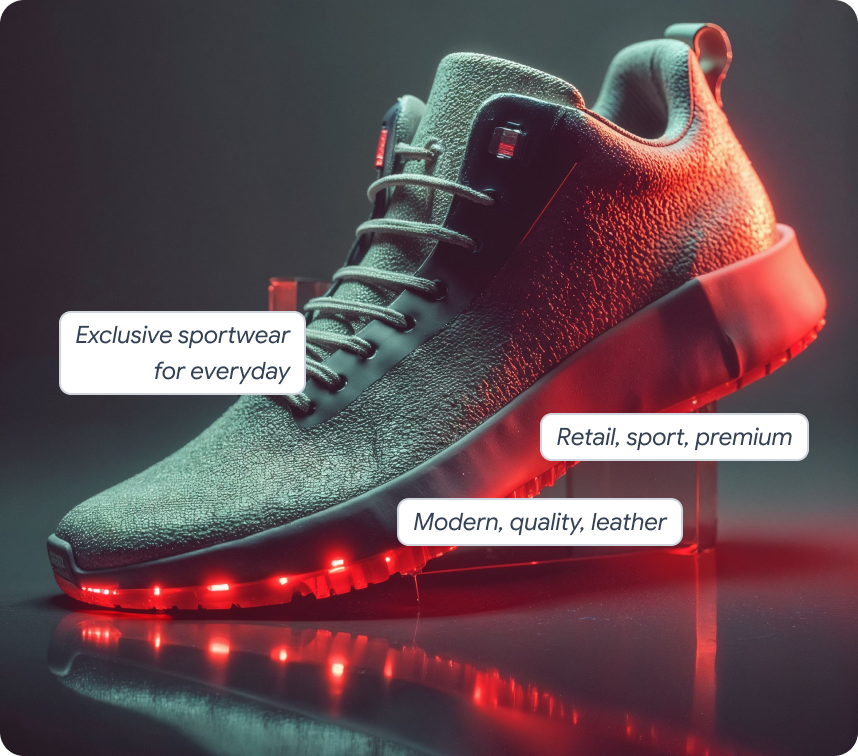 Exclusive sportwear
for everyday
Retail, sport, premium
Modern, quality, leather